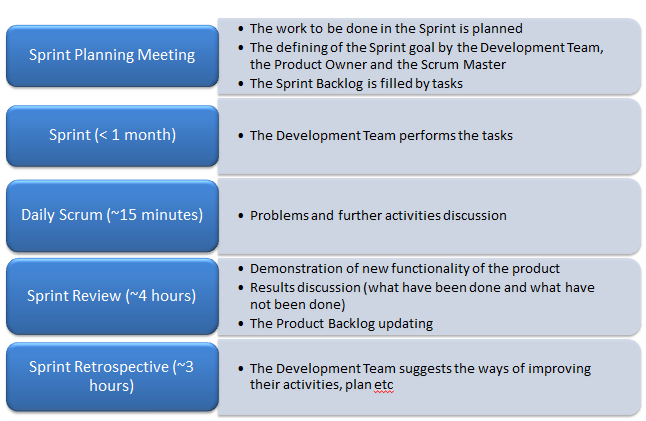 Sprint Planning Meeting
• The work to be done in the Sprint is planned
• The defining of the Sprint goal by the Development Team,
the Product Owner and the Scrum Master
• The Sprint Backlog is filled by tasks
Sprint (< 1 month)
• The Development Team performs the tasks
Daily Scrum (~15 minutes)
• Problems and further activities discussion
Sprint Review (~4 hours)
• Demonstration of new functionality of the product
• Results discussion (what have been done and what have
not been done)
• The Product Backlog updating
Sprint Retrospective (~3
hours)
• The Development Team suggests the ways of improving
their activities, plan etc